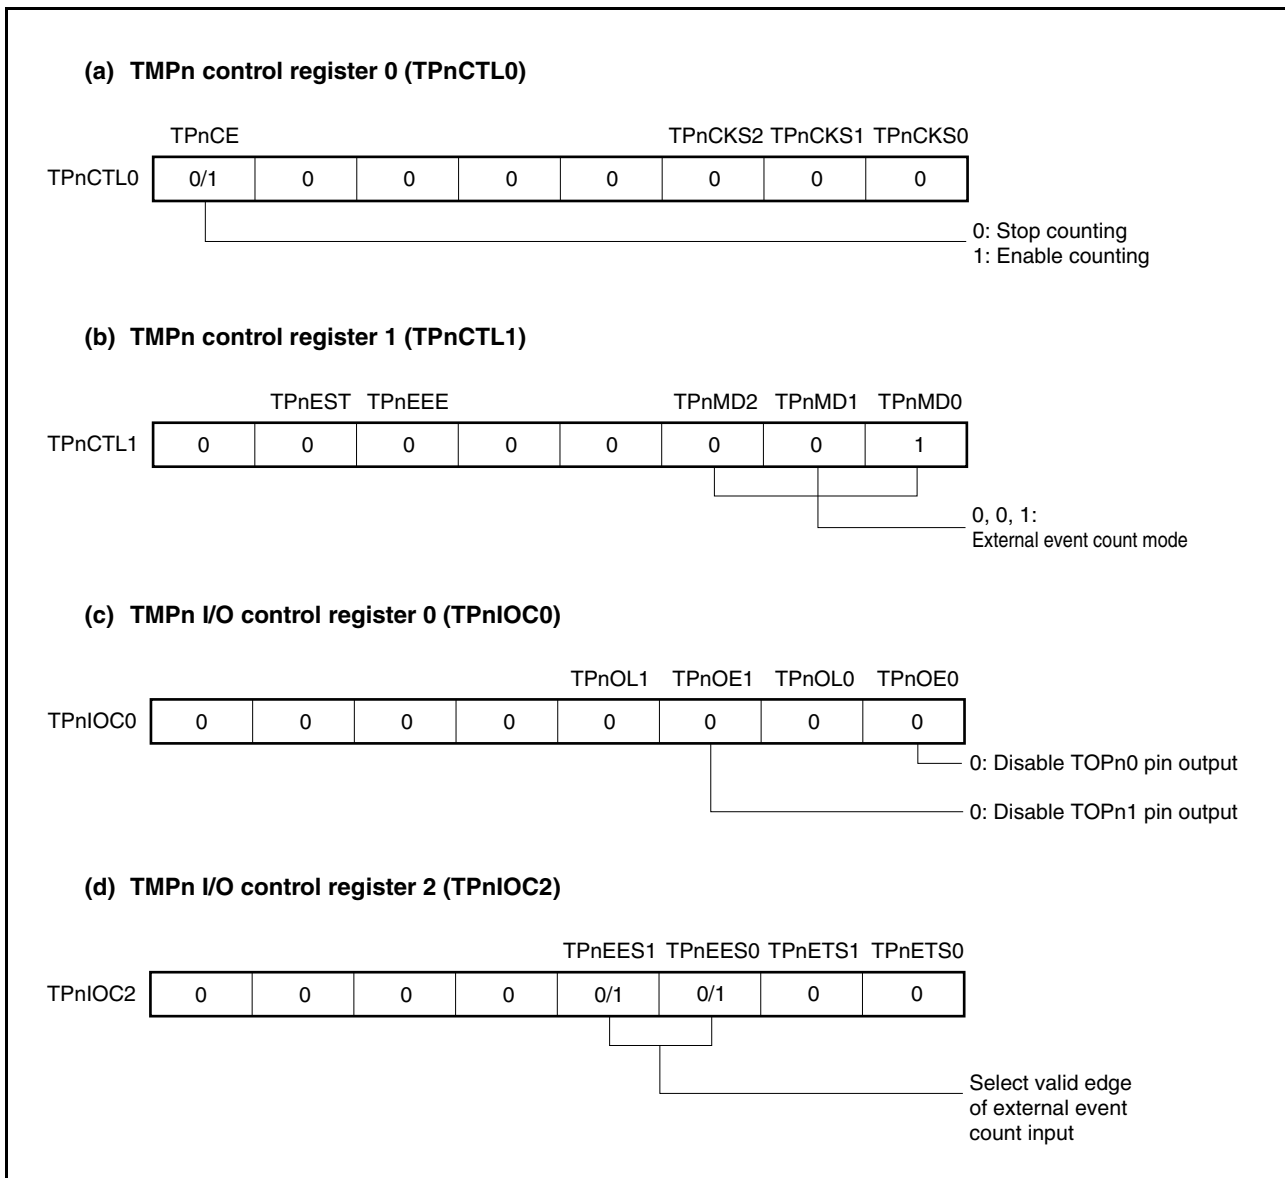 (a) TMPn control register 0 (TPnCTL0)
TPnCE TPnCKS2 TPnCKS1 TPnCKS0
TPnCTL0 0/1 0 0 0 0 0 0 0
0: Stop counting
1: Enable counting
(b) TMPn control register 1 (TPnCTL1)
TPnEST TPnEEE TPnMD2 TPnMD1 TPnMD0
TPnCTL1 0 0 0 0 0 0 0 1
0, 0, 1:
External event count mode
(c) TMPn I/O control register 0 (TPnIOC0)
TPnOL1 TPnOE1 TPnOL0 TPnOE0
TPnIOC0 0 0 0 0 0 0 0 0
0: Disable TOPn0 pin output
0: Disable TOPn1 pin output
(d) TMPn I/O control register 2 (TPnIOC2)
TPnEES1 TPnEES0 TPnETS1 TPnETS0
TPnIOC2 0 0 0 0 0/1 0/1 0 0
Select valid edge
of external event
count input